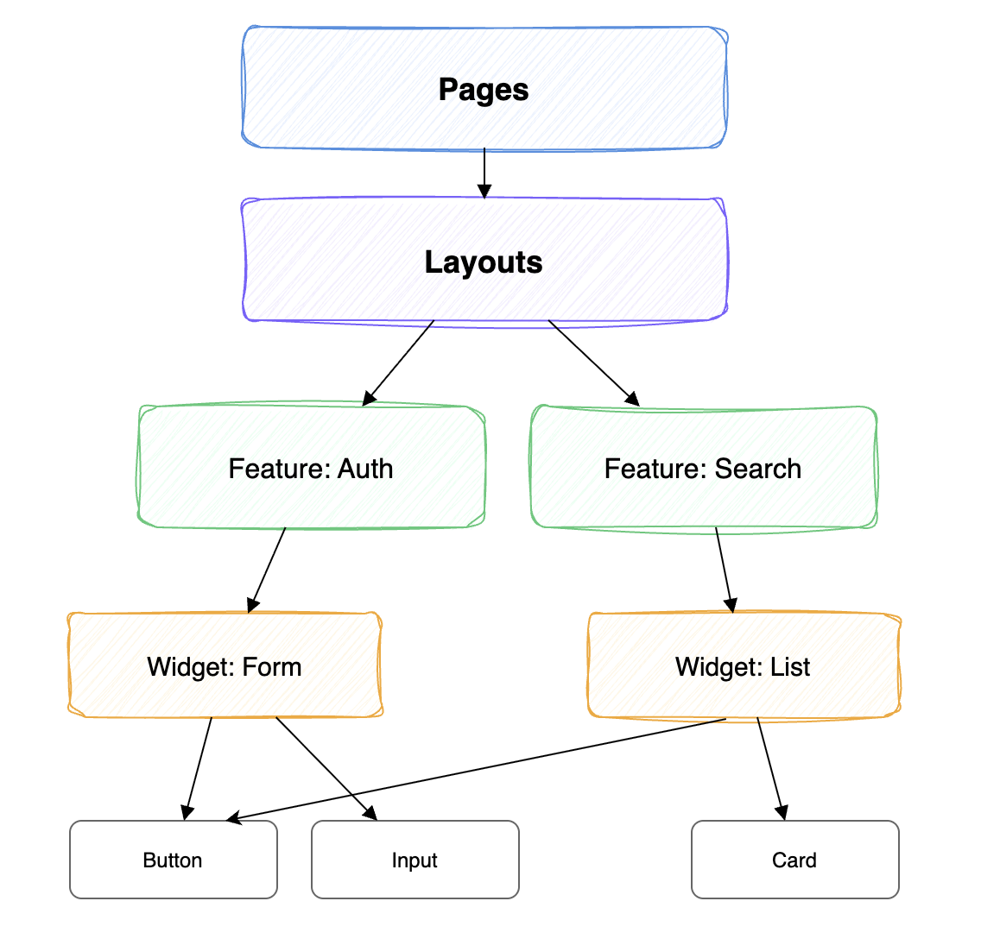 Pages
Layouts
Feature: Auth
Feature: Search
Widget: Form
Widget: List
Button
Input
Card